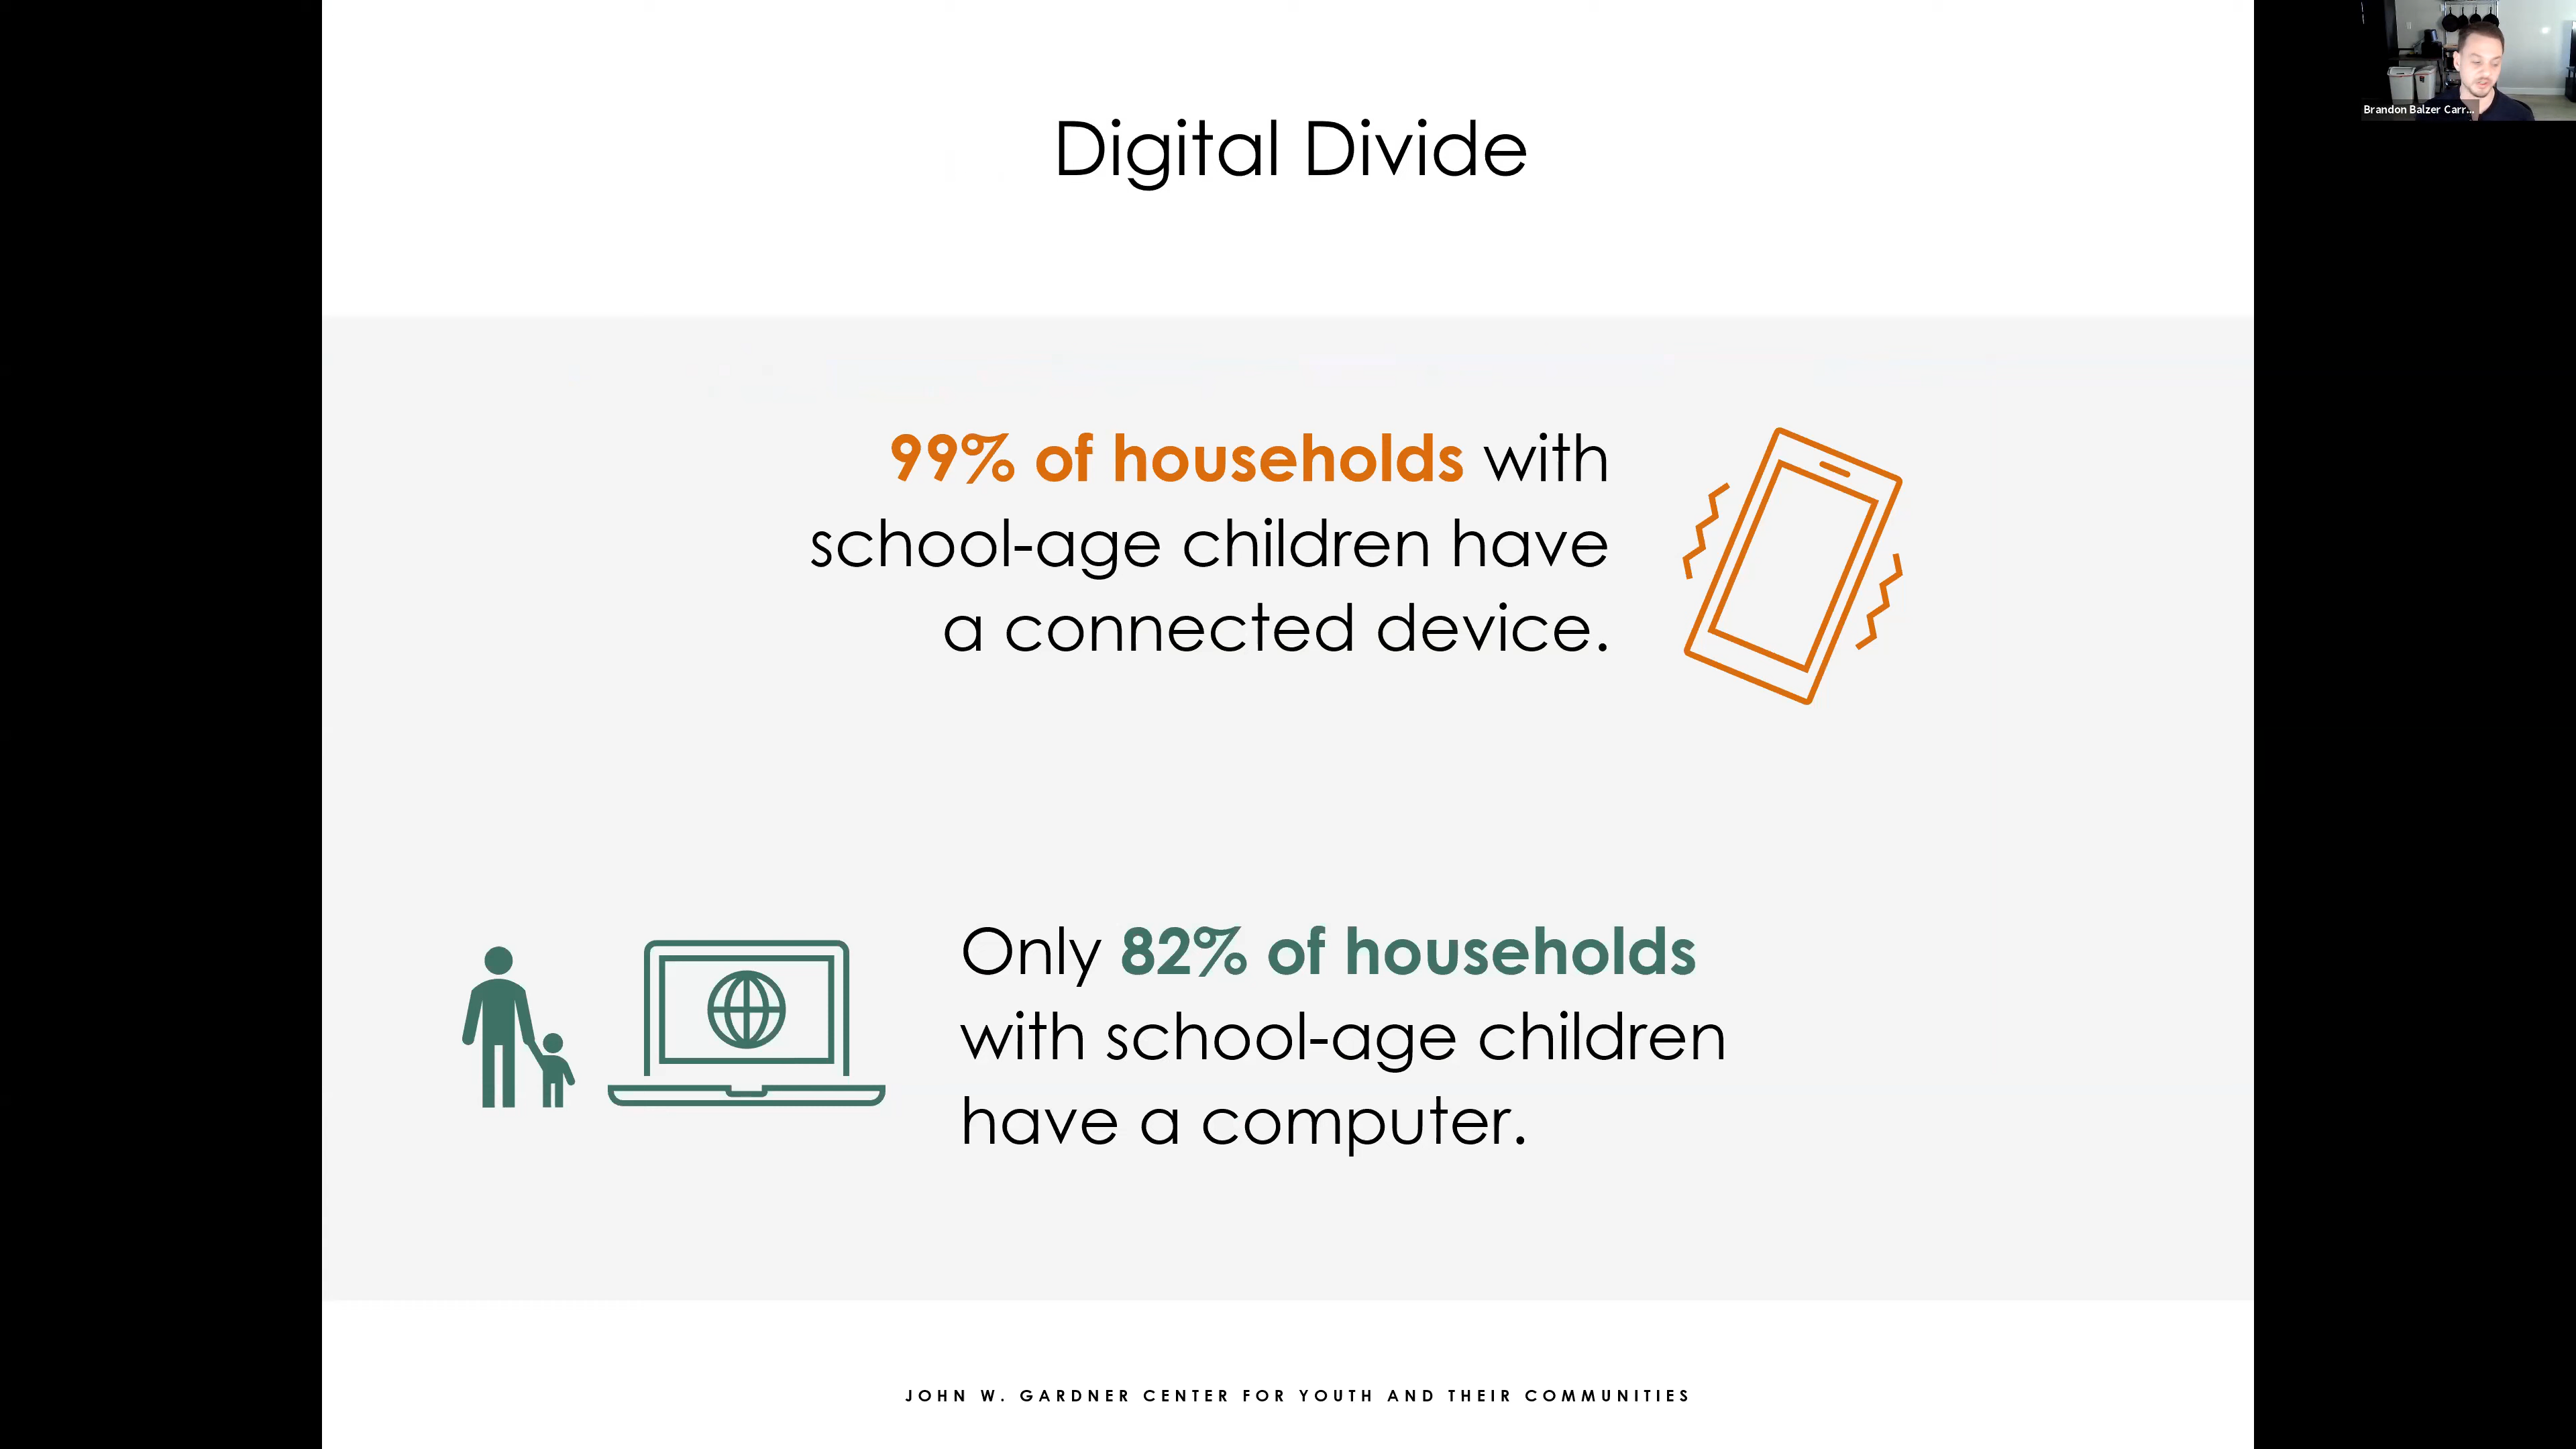 Digital Divide
Brandon Balzer Carr...
99% of households with
school-age children have
a connected device.
Only 82% of households
with school-age children
have a computer.
JOHN W. GARDNER CENTER FOR YOUTH AND THEIR COMMUNITIES